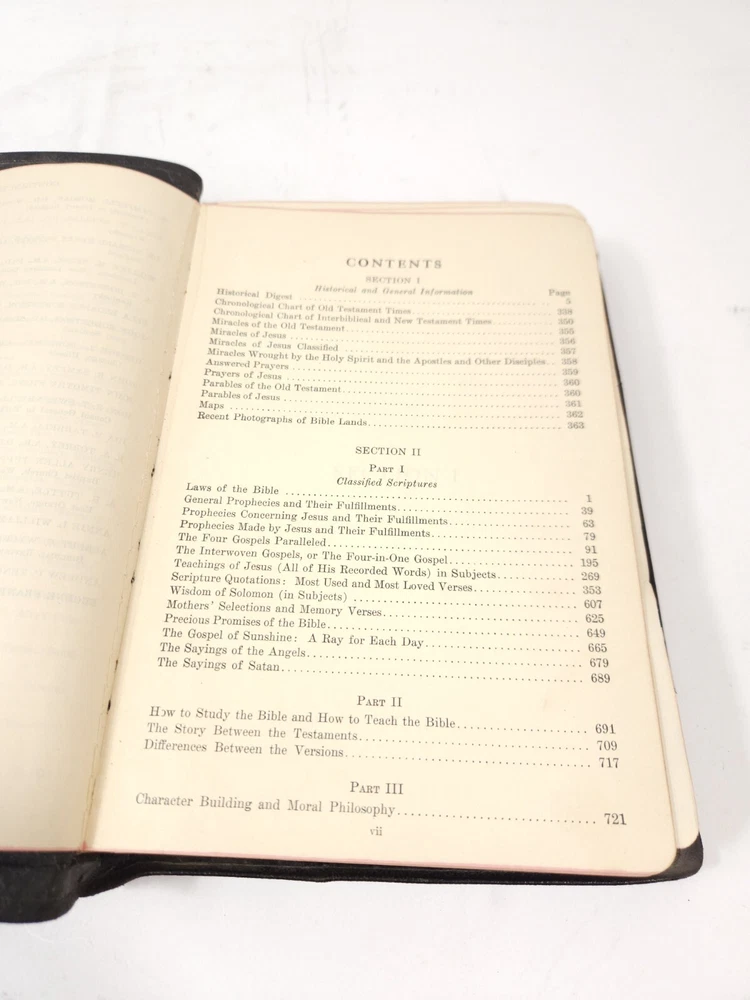 CONTENTS
SECTION I
Historical and General Information
Page
Historical Digest 5
Chronological Chart of Old Testament Times 338
Chronological Chart of Interbiblical and New Testament Times 350
Miracles of the Old Testament 355
Miracles of Jesus 356
Miracles of Jesus Classified 357
Miracles Wrought by the Holy Spirit and the Apostles and Other Disciples 358
Answered Prayers 359
Prayers of Jesus 360
Parables of the Old Testament 360
Parables of Jesus 361
Maps 362
Recent Photographs of Bible Lands 363
SECTION II
PART I
Classified Scriptures
Laws of the Bible 1
General Prophecies and Their Fulfillments 39
Prophecies Concerning Jesus and Their Fulfillments 63
Prophecies Made by Jesus and Their Fulfillments 79
The Four Gospels Paralleled 91
The Interwoven Gospels, or The Four-in-One Gospel 195
Teachings of Jesus (All of His Recorded Words) in Subjects 269
Scripture Quotations: Most Used and Most Loved Verses 353
Wisdom of Solomon (in Subjects) 607
Mothers' Selections and Memory Verses 625
Precious Promises of the Bible 649
The Gospel of Sunshine: A Ray for Each Day 665
The Sayings of the Angels 679
The Sayings of Satan 689
PART II
How to Study the Bible and How to Teach the Bible 691
The Story Between the Testaments 709
Differences Between the Versions 717
PART III
Character Building and Moral Philosophy 721
vii